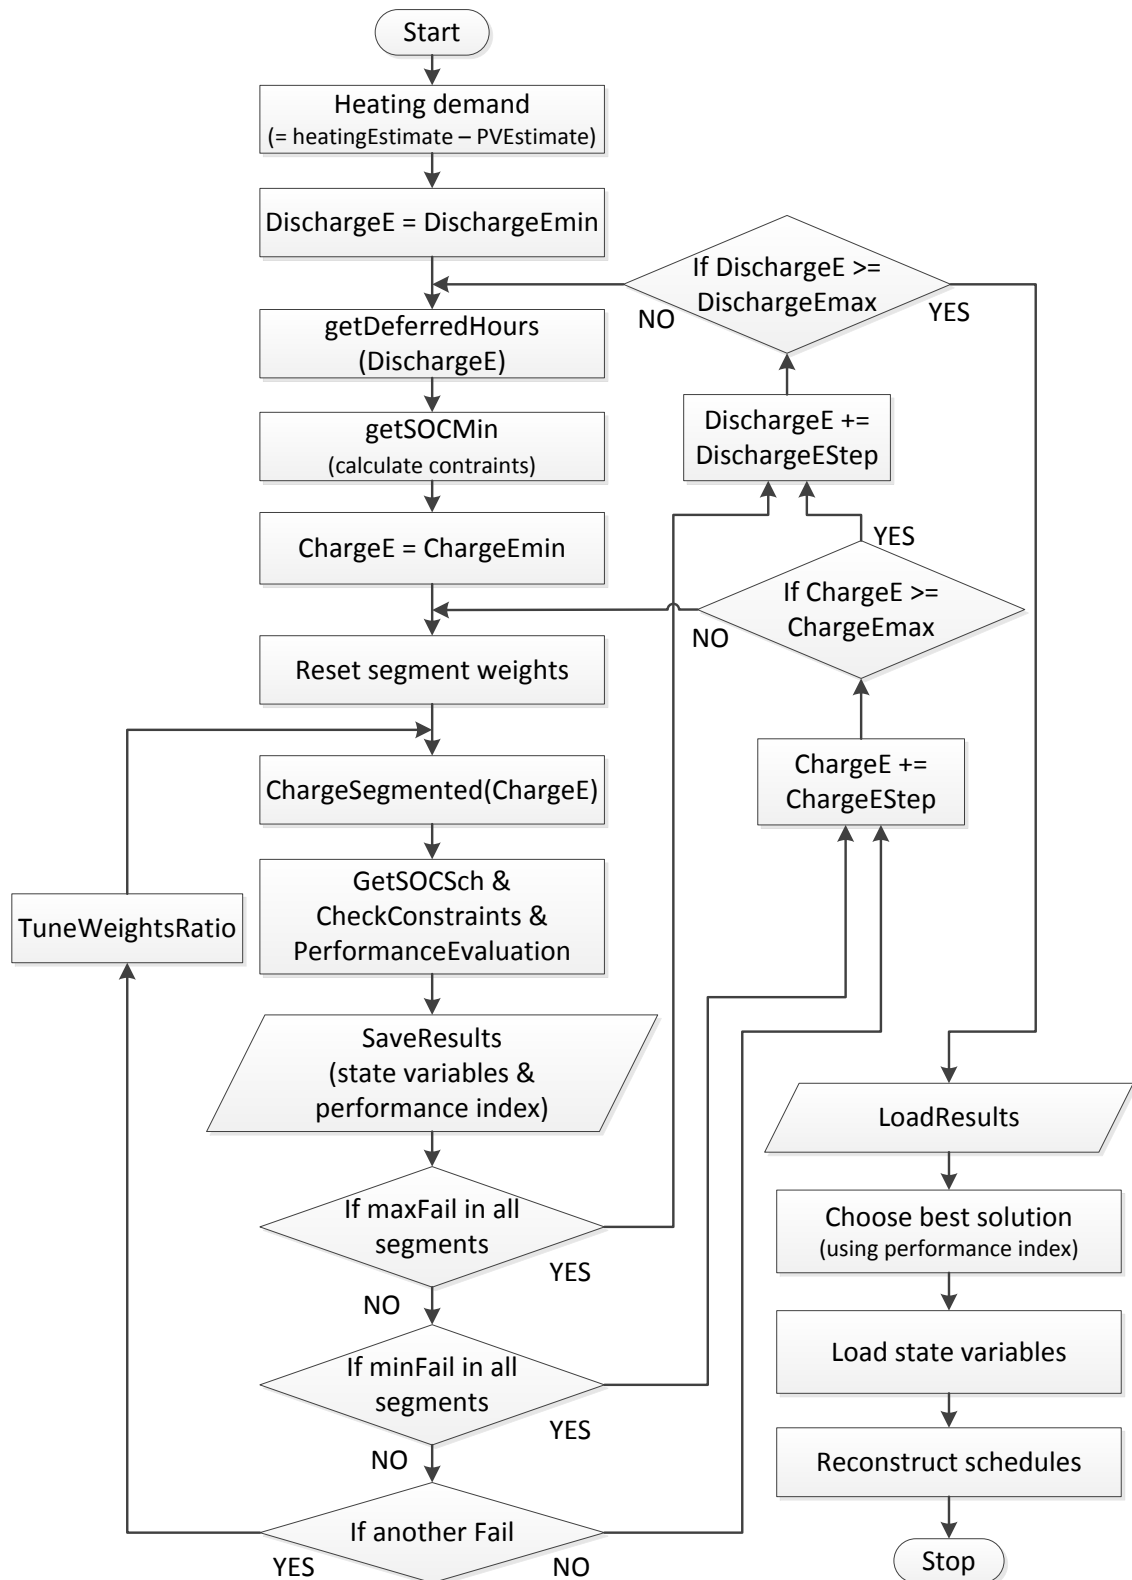 Start
Heating demand
(= heatingEstimate – PVEstimate)
DischargeE = DischargeEmin
If DischargeE >=
DischargeEmax
NO
YES
getDeferredHours
(DischargeE)
DischargeE +=
DischargeEStep
getSOCMin
(calculate contraints)
ChargeE = ChargeEmin
YES
If ChargeE >=
ChargeEmax
NO
Reset segment weights
ChargeE +=
ChargeEStep
ChargeSegmented(ChargeE)
GetSOCSch &
CheckConstraints &
PerformanceEvaluation
TuneWeightsRatio
SaveResults
(state variables &
performance index)
LoadResults
If maxFail in all
segments
YES
NO
Choose best solution
(using performance index)
If minFail in all
segments
YES
NO
Load state variables
Reconstruct schedules
If another Fail
YES
NO
Stop